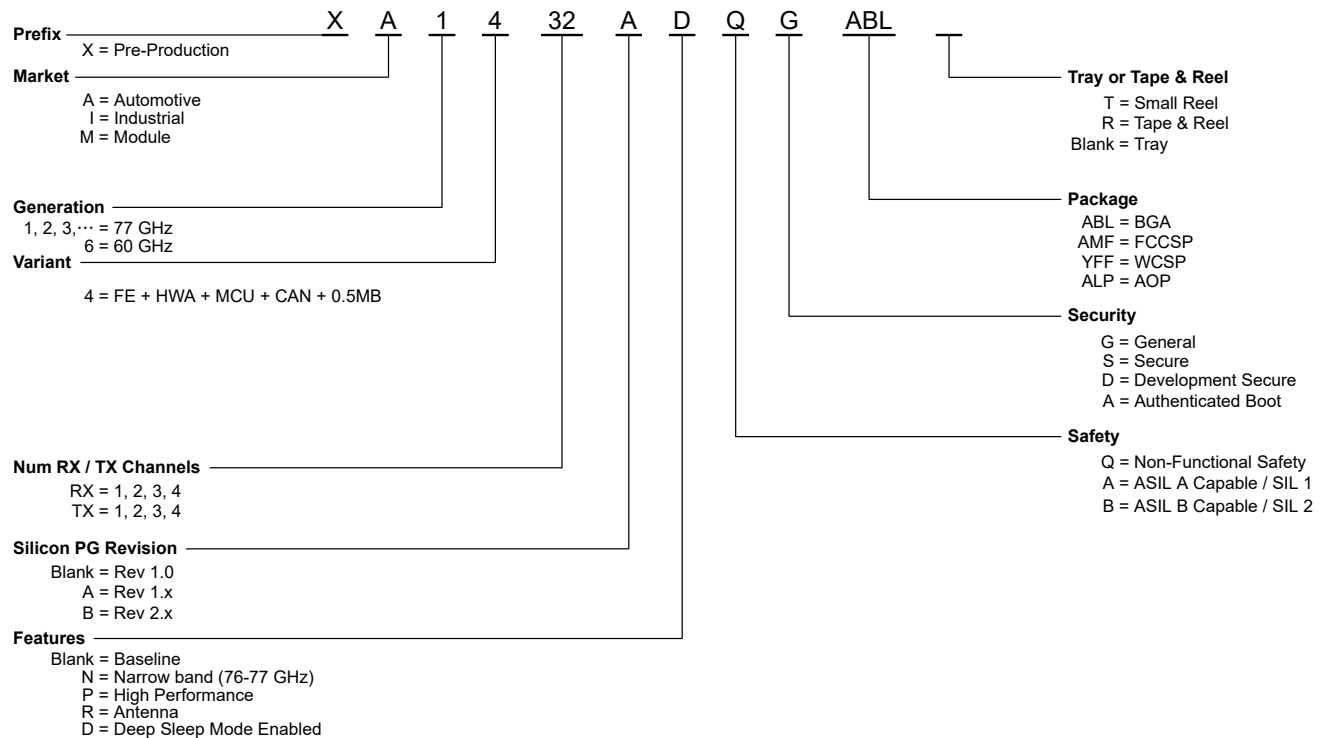 X A 1 4 32 A D Q G ABL
Prefix
X = Pre-Production
Market
A = Automotive
I = Industrial
M = Module
Generation
1, 2, 3,⋯ = 77 GHz
6 = 60 GHz
Variant
4 = FE + HWA + MCU + CAN + 0.5MB
Num RX / TX Channels
RX = 1, 2, 3, 4
TX = 1, 2, 3, 4
Silicon PG Revision
Blank = Rev 1.0
A = Rev 1.x
B = Rev 2.x
Features
Blank = Baseline
N = Narrow band (76-77 GHz)
P = High Performance
R = Antenna
D = Deep Sleep Mode Enabled
Tray or Tape & Reel
T = Small Reel
R = Tape & Reel
Blank = Tray
Package
ABL = BGA
AMF = FCCSP
YFF = WCSP
ALP = AOP
Security
G = General
S = Secure
D = Development Secure
A = Authenticated Boot
Safety
Q = Non-Functional Safety
A = ASIL A Capable / SIL 1
B = ASIL B Capable / SIL 2